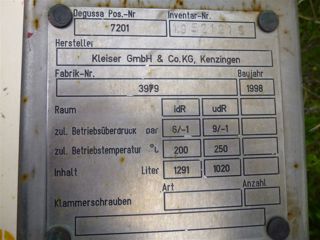 Degussa Pos.-Nr Inventar-Nr.
7201
Hersteller
Kleiser GmbH & Co.KG, Kenzingen
Fabrik-Nr. Baujahr
3979 1998
Raum idR udR
zul. Betriebsüberdruck bar 6/-1 9/-1
zul. Betriebstemperatur °C 200 250
Inhalt Liter 1291 1020
Art Anzahl
Klammerschrauben